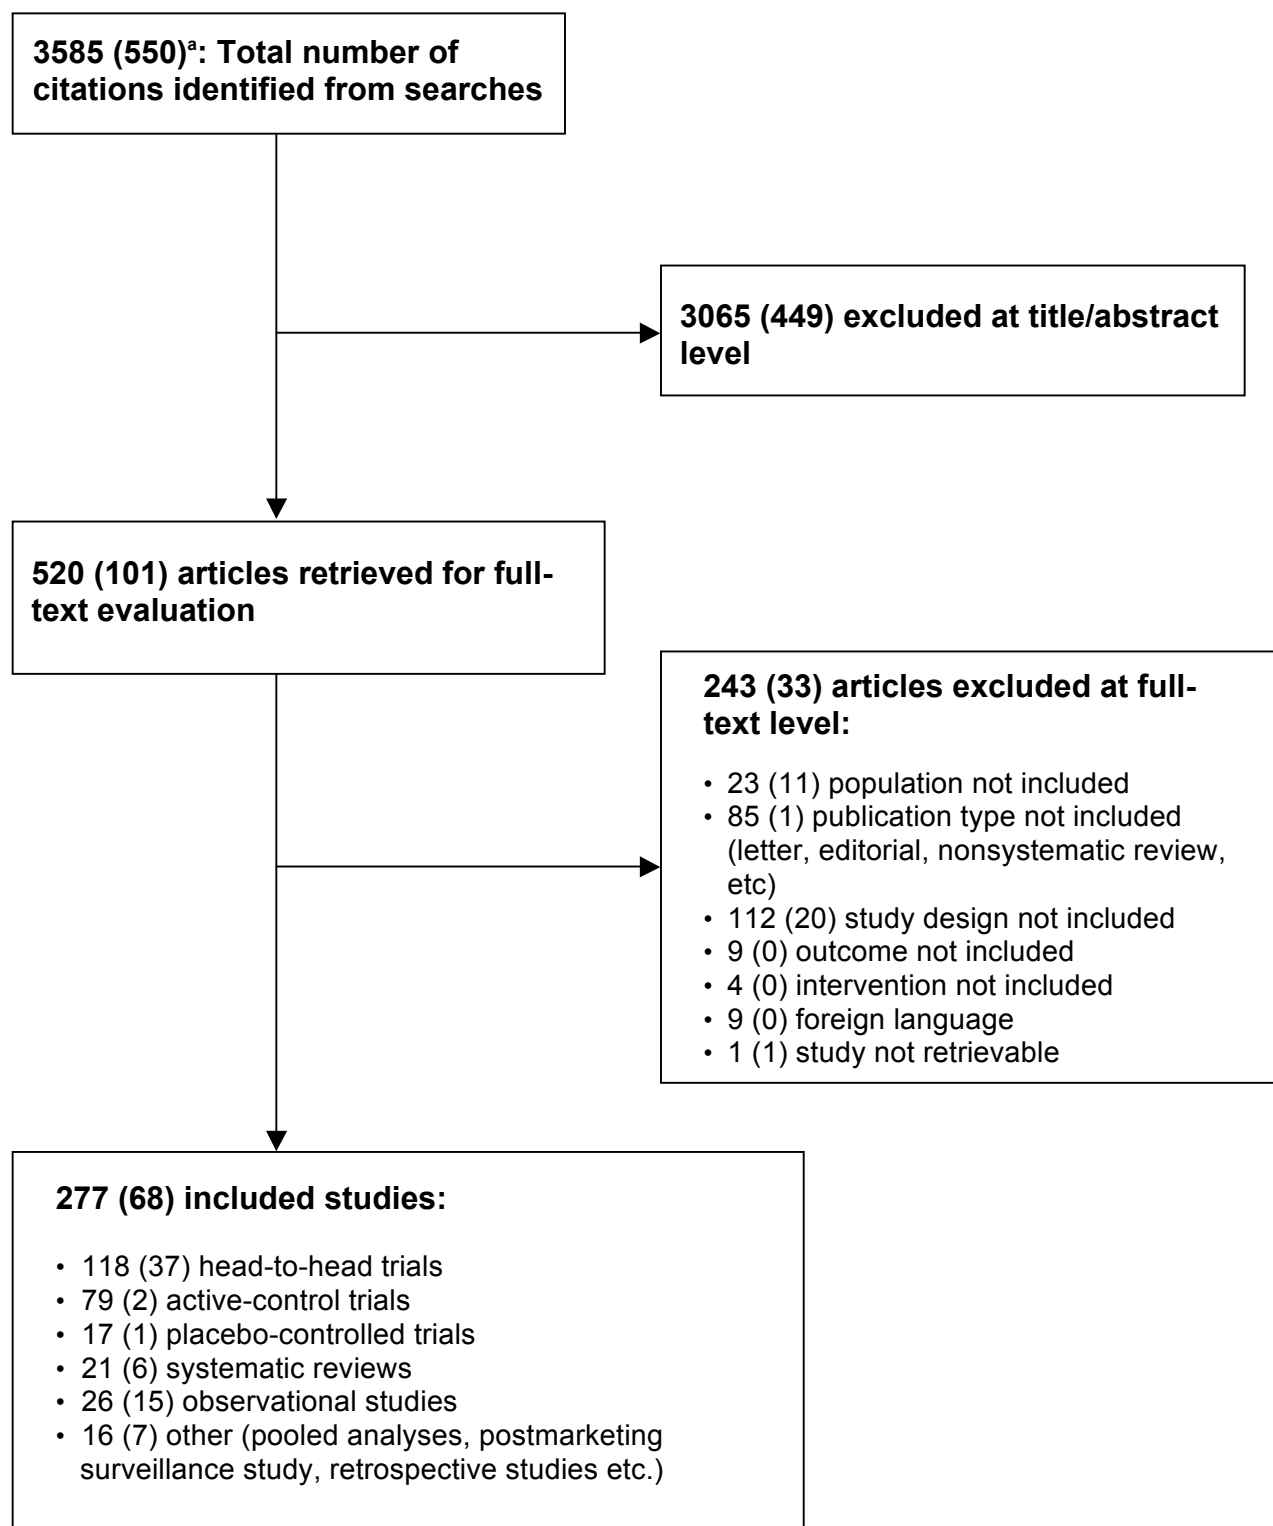 3585 (550)ª: Total number of
citations identified from searches
3065 (449) excluded at title/abstract
level
520 (101) articles retrieved for full-
text evaluation
243 (33) articles excluded at full-
text level:
• 23 (11) population not included
• 85 (1) publication type not included
(letter, editorial, nonsystematic review,
etc)
• 112 (20) study design not included
• 9 (0) outcome not included
• 4 (0) intervention not included
• 9 (0) foreign language
• 1 (1) study not retrievable
277 (68) included studies:
• 118 (37) head-to-head trials
• 79 (2) active-control trials
• 17 (1) placebo-controlled trials
• 21 (6) systematic reviews
• 26 (15) observational studies
• 16 (7) other (pooled analyses, postmarketing
surveillance study, retrospective studies etc.)